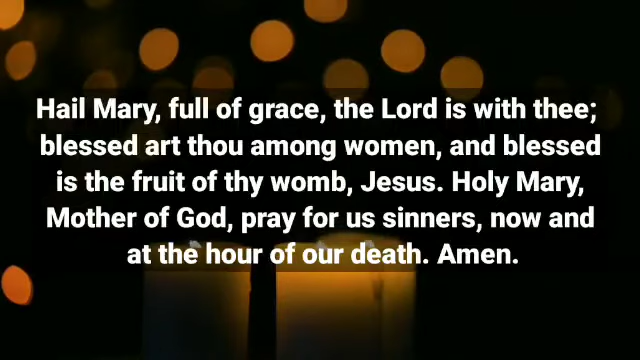 Hail Mary, full of grace, the Lord is with thee;
blessed art thou among women, and blessed
is the fruit of thy womb, Jesus. Holy Mary,
Mother of God, pray for us sinners, now and
at the hour of our death. Amen.